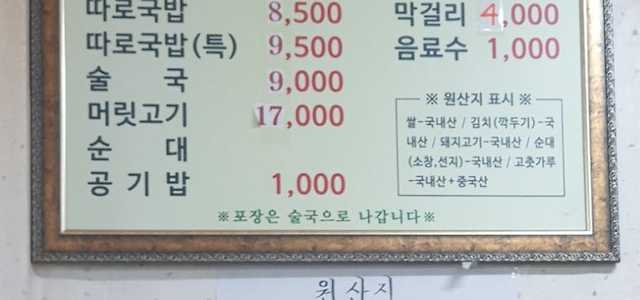 따로국밥 8,500
따로국밥(특) 9,500
술국 9,000
머릿고기 17,000
순대
공기밥 1,000
막걸리 4,000
음료수 1,000
※ 원산지 표시 ※
쌀-국내산 / 김치(깍두기)-국
내산 / 돼지고기-국내산 / 순대
(소창,선지)-국내산 / 고춧가루
-국내산+중국산
※포장은 술국으로 나갑니다※
원산지